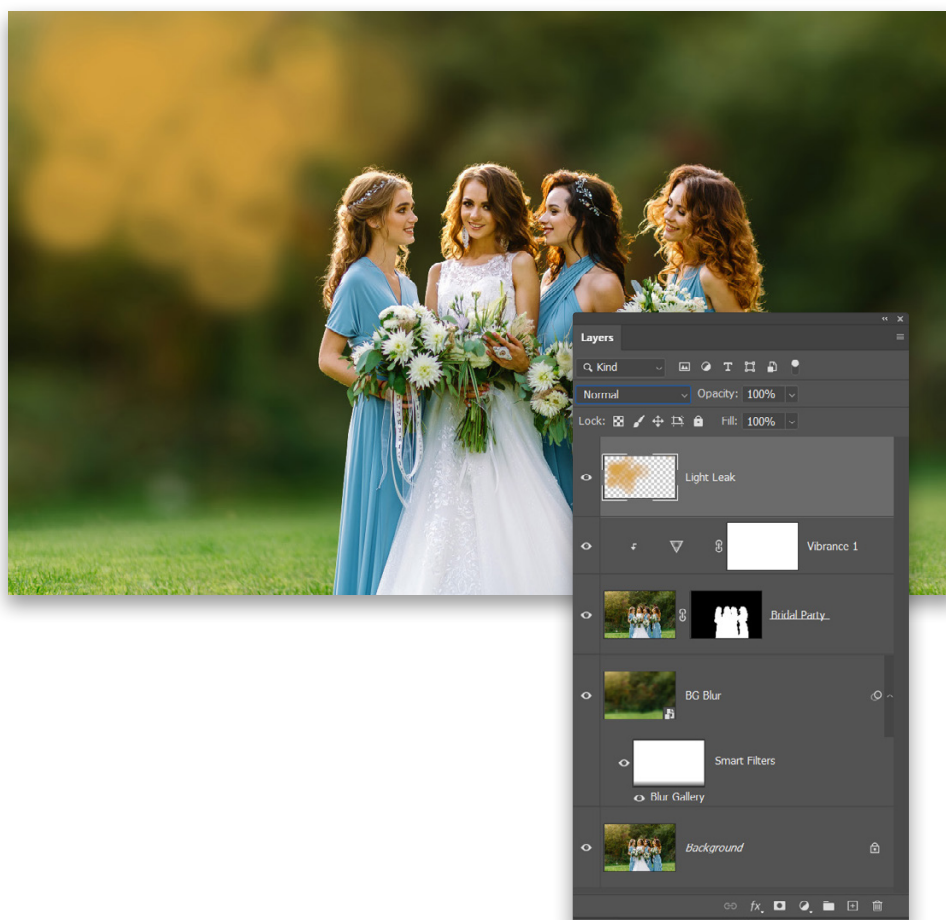 Layers
Kind
Normal Opacity: 100%
Lock: Fill: 100%
Light Leak
Vibrance 1
Bridal Party
BG Blur
Smart Filters
Blur Gallery
Background
fx